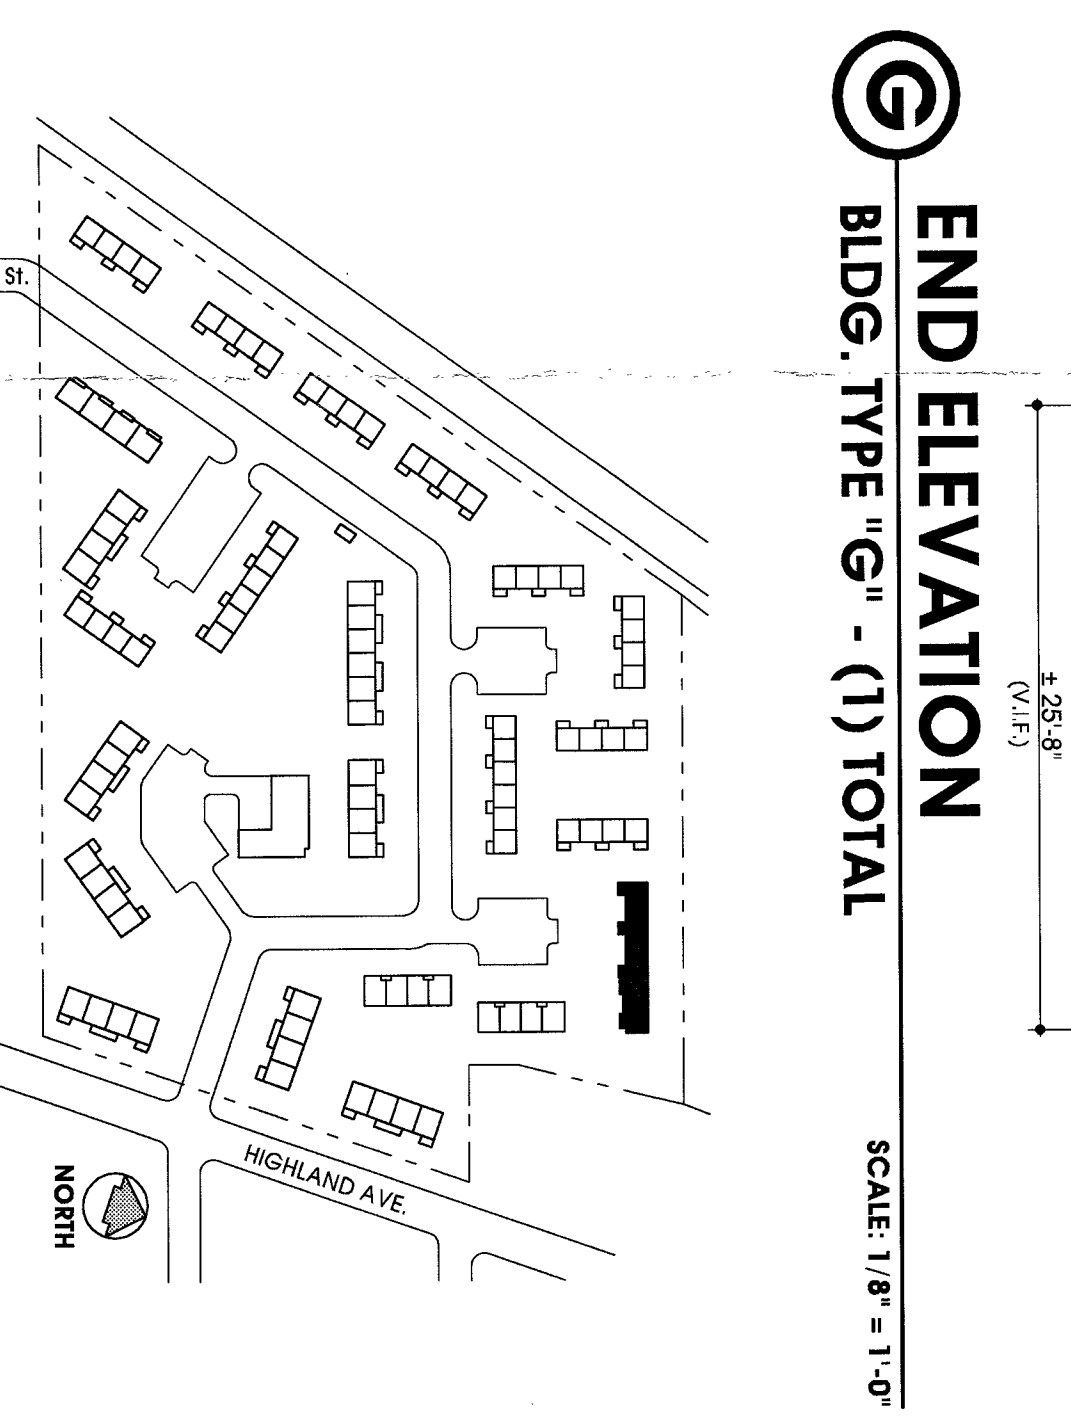 ± 25'-8"
(V.I.F.)
G
END ELEVATION
BLDG. TYPE "G" - (1) TOTAL
SCALE: 1/8" = 1'-0"
St.
HIGHLAND AVE.
NORTH